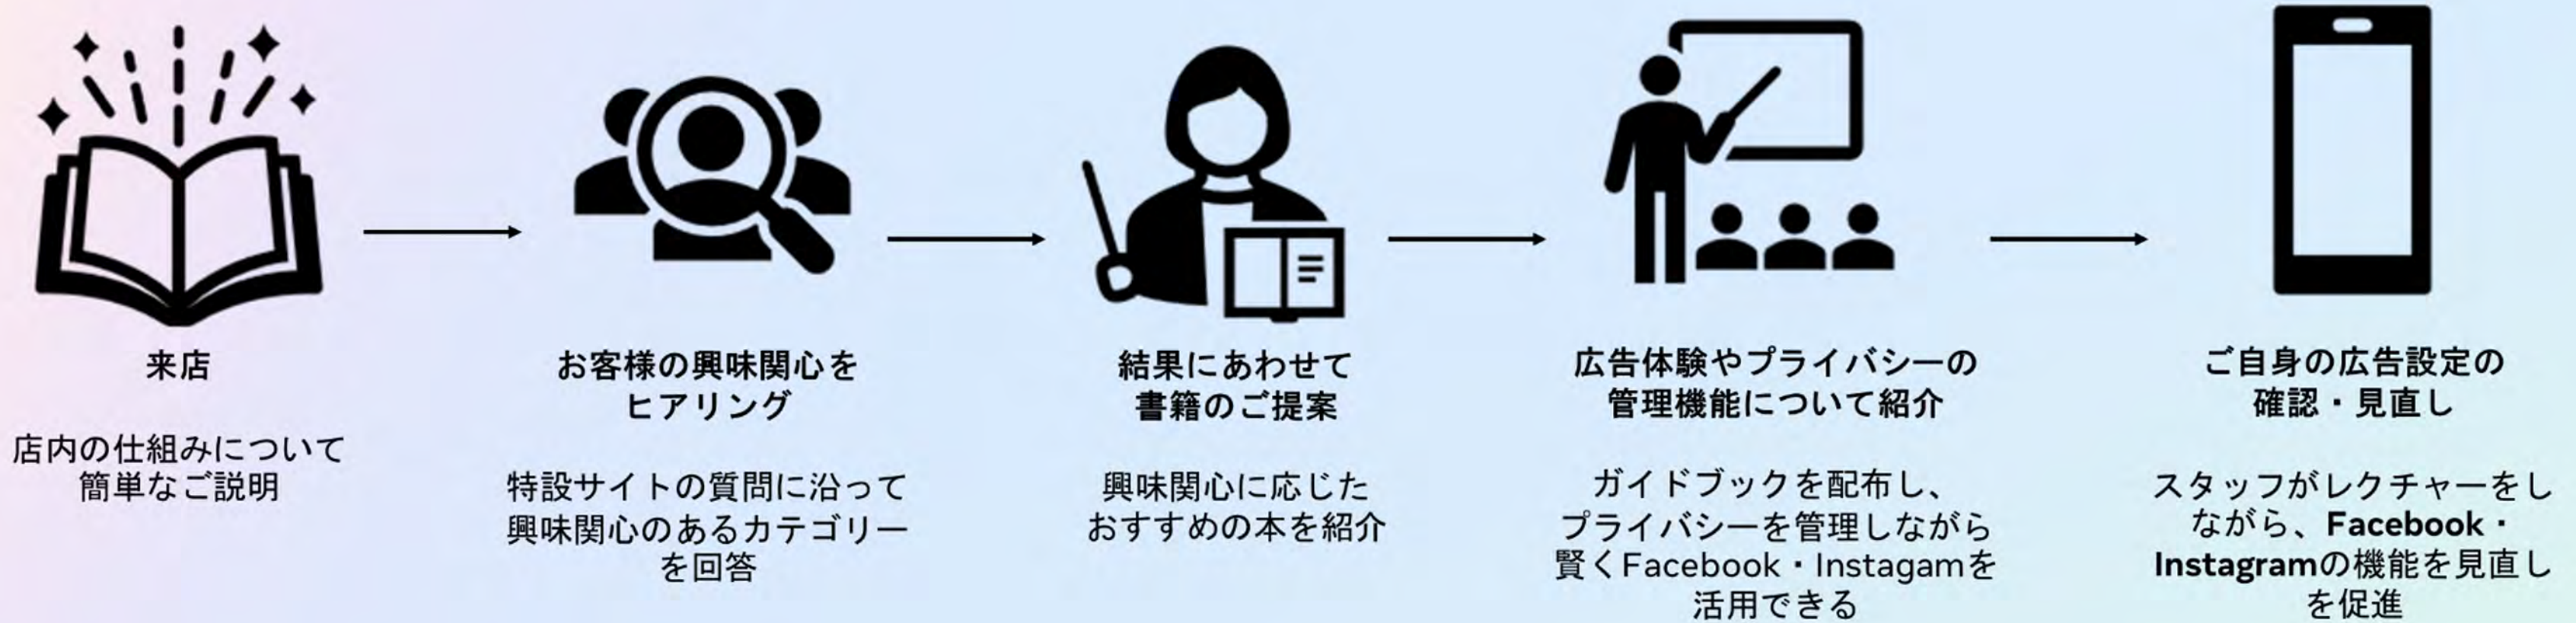 来店
店内の仕組みについて
簡単なご説明
お客様の興味関心を
ヒアリング
特設サイトの質問に沿って
興味関心のあるカテゴリー
を回答
結果にあわせて
書籍のご提案
興味関心に応じた
おすすめの本を紹介
広告体験やプライバシーの
管理機能について紹介
ガイドブックを配布し、
プライバシーを管理しながら
賢くFacebook・Instagamを
活用できる
ご自身の広告設定の
確認・見直し
スタッフがレクチャーをし
ながら、Facebook・
Instagramの機能を見直し
を促進